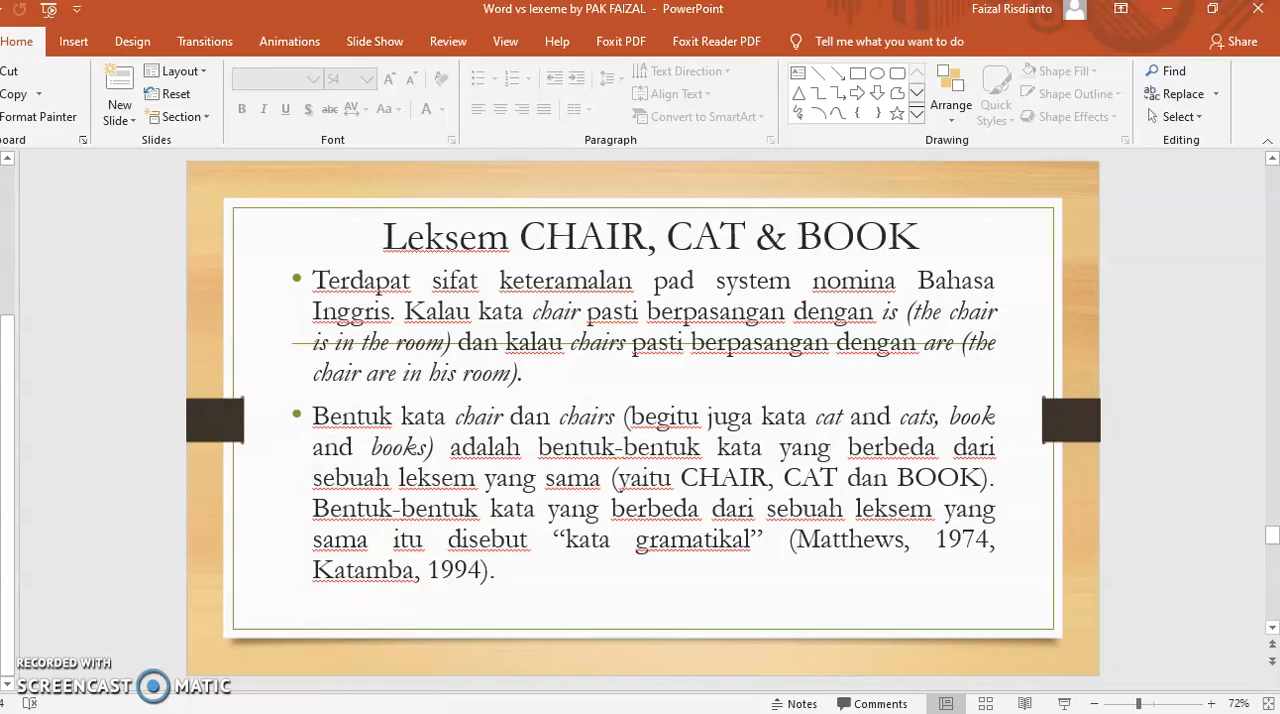 Word vs lexeme by PAK FAIZAL - PowerPoint
Faizal Risdianto
Home Insert Design Transitions Animations Slide Show Review View Help Foxit PDF Foxit Reader PDF Tell me what you want to do Share
Cut
Copy
Format Painter
New Slide
Layout
Reset
Section
54
B I U S abc AV Aa A
Text Direction
Align Text
Convert to SmartArt
Arrange
Quick Styles
Shape Fill
Shape Outline
Shape Effects
Find
Replace
Select
board Slides Font Paragraph Drawing Editing
Leksem CHAIR, CAT & BOOK
• Terdapat sifat keteramalan pad system nomina Bahasa
Inggris. Kalau kata chair pasti berpasangan dengan is (the chair
is in the room) dan kalau chairs pasti berpasangan dengan are (the
chair are in his room).
• Bentuk kata chair dan chairs (begitu juga kata cat and cats, book
and books) adalah bentuk-bentuk kata yang berbeda dari
sebuah leksem yang sama (yaitu CHAIR, CAT dan BOOK).
Bentuk-bentuk kata yang berbeda dari sebuah leksem yang
sama itu disebut “kata gramatikal” (Matthews, 1974,
Katamba, 1994).
RECORDED WITH
SCREENCAST MATIC
4 Notes Comments 72%